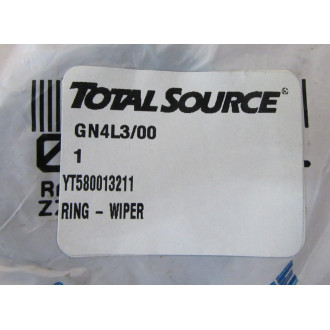 TOTAL SOURCE®
GN4L3/00
1
YT580013211
RING - WIPER